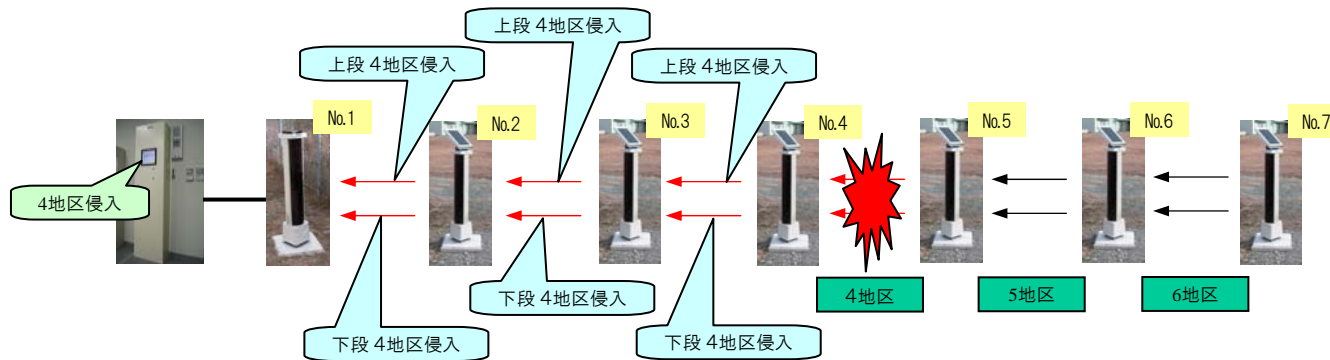 上段 4地区侵入
上段 4地区侵入
上段 4地区侵入
No.1
No.2
No.3
No.4
No.5
No.6
No.7
4地区侵入
4地区
5地区
6地区
下段 4地区侵入
下段 4地区侵入
下段 4地区侵入